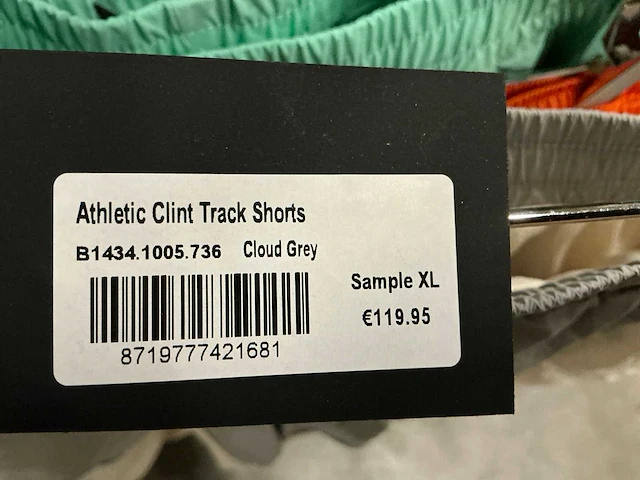 Athletic Clint Track Shorts
B1434.1005.736 Cloud Grey
Sample XL
€119.95
8719777421681